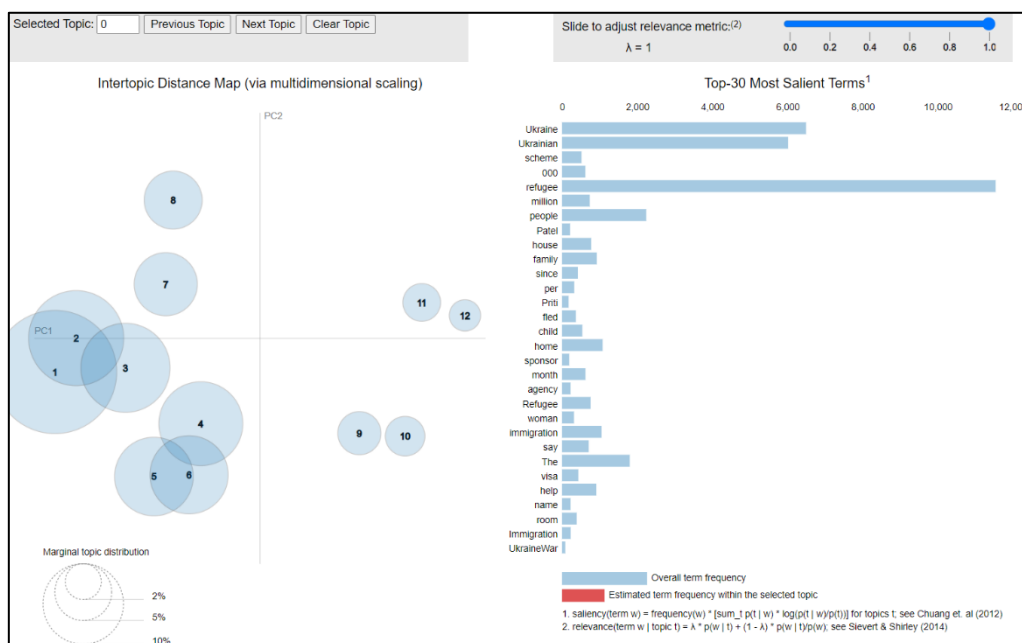 Selected Topic: 0 Previous Topic Next Topic Clear Topic
Slide to adjust relevance metric:(2)
λ = 1
0.0 0.2 0.4 0.6 0.8 1.0
Intertopic Distance Map (via multidimensional scaling)
PC2
PC1
8
7
2
1
3
4
5
6
11
12
9
10
Marginal topic distribution
2%
5%
10%
Top-30 Most Salient Terms1
0 2,000 4,000 6,000 8,000 10,000 12,00
Ukraine
Ukrainian
scheme
000
refugee
million
people
Patel
house
family
since
per
Priti
fled
child
home
sponsor
month
agency
Refugee
woman
immigration
say
The
visa
help
name
room
Immigration
UkraineWar
Overall term frequency
Estimated term frequency within the selected topic
1. saliency(term w) = frequency(w) * [sum_t p(t | w) * log(p(t | w)/p(t))] for topics t; see Chuang et. al (2012)
2. relevance(term w | topic t) = λ * p(w | t) + (1 - λ) * p(w | t)/p(w); see Sievert & Shirley (2014)